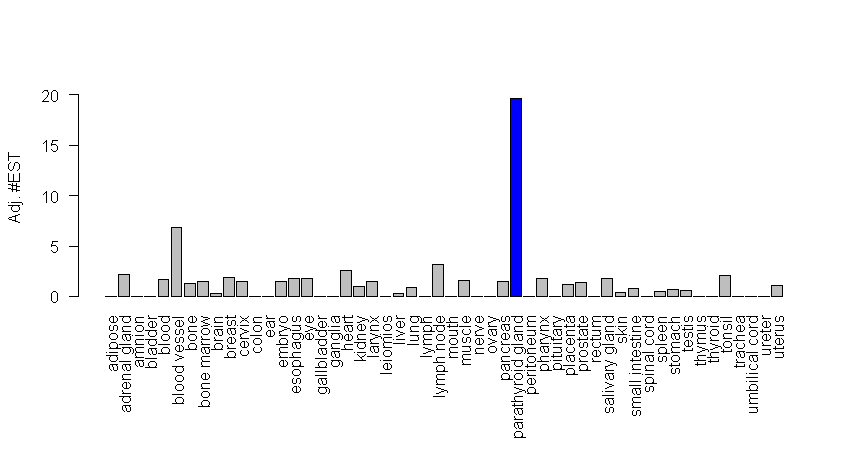 Adj. #EST
20
15
10
5
0
adipose
adrenal gland
amnion
bladder
blood
blood vessel
bone
bone marrow
brain
breast
cervix
colon
ear
embryo
esophagus
eye
gallbladder
ganglia
heart
kidney
larynx
leiomios
liver
lung
lymph
lymph node
mouth
muscle
nerve
ovary
pancreas
parathyroid gland
peritoneum
pharynx
pituitary
placenta
prostate
rectum
salivary gland
skin
small intestine
spinal cord
spleen
stomach
testis
thymus
thyroid
tonsil
trachea
umbilical cord
ureter
uterus